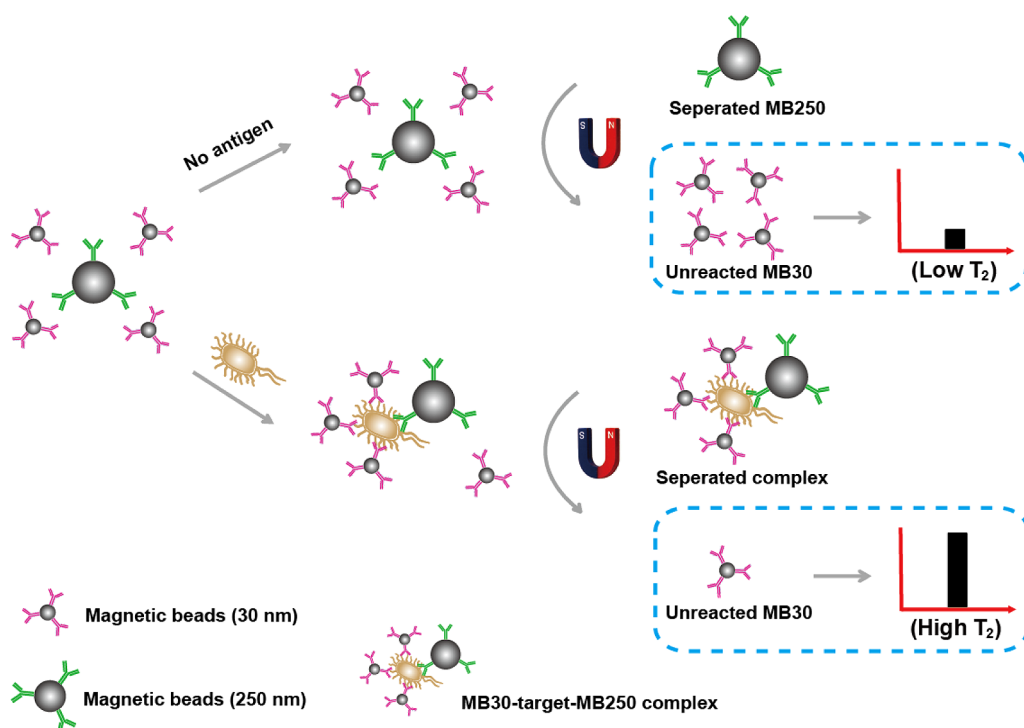 No antigen
S N
Seperated MB250
Unreacted MB30
(Low T₂)
S N
Seperated complex
Unreacted MB30
(High T₂)
Magnetic beads (30 nm)
Magnetic beads (250 nm)
MB30-target-MB250 complex